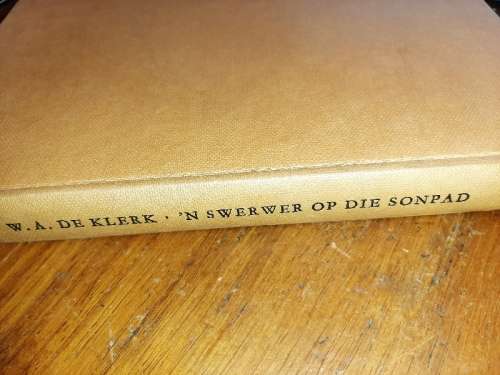 W. A. DE KLERK · 'N SWERWER OP DIE SONPAD